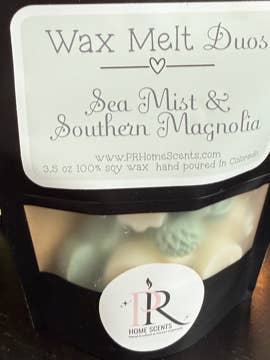 Wax Melt Duos
Sea Mist &
Southern Magnolia
www.PRHomeScents.com
3.5 oz 100% soy wax hand poured in Colorado
PR
HOME SCENTS